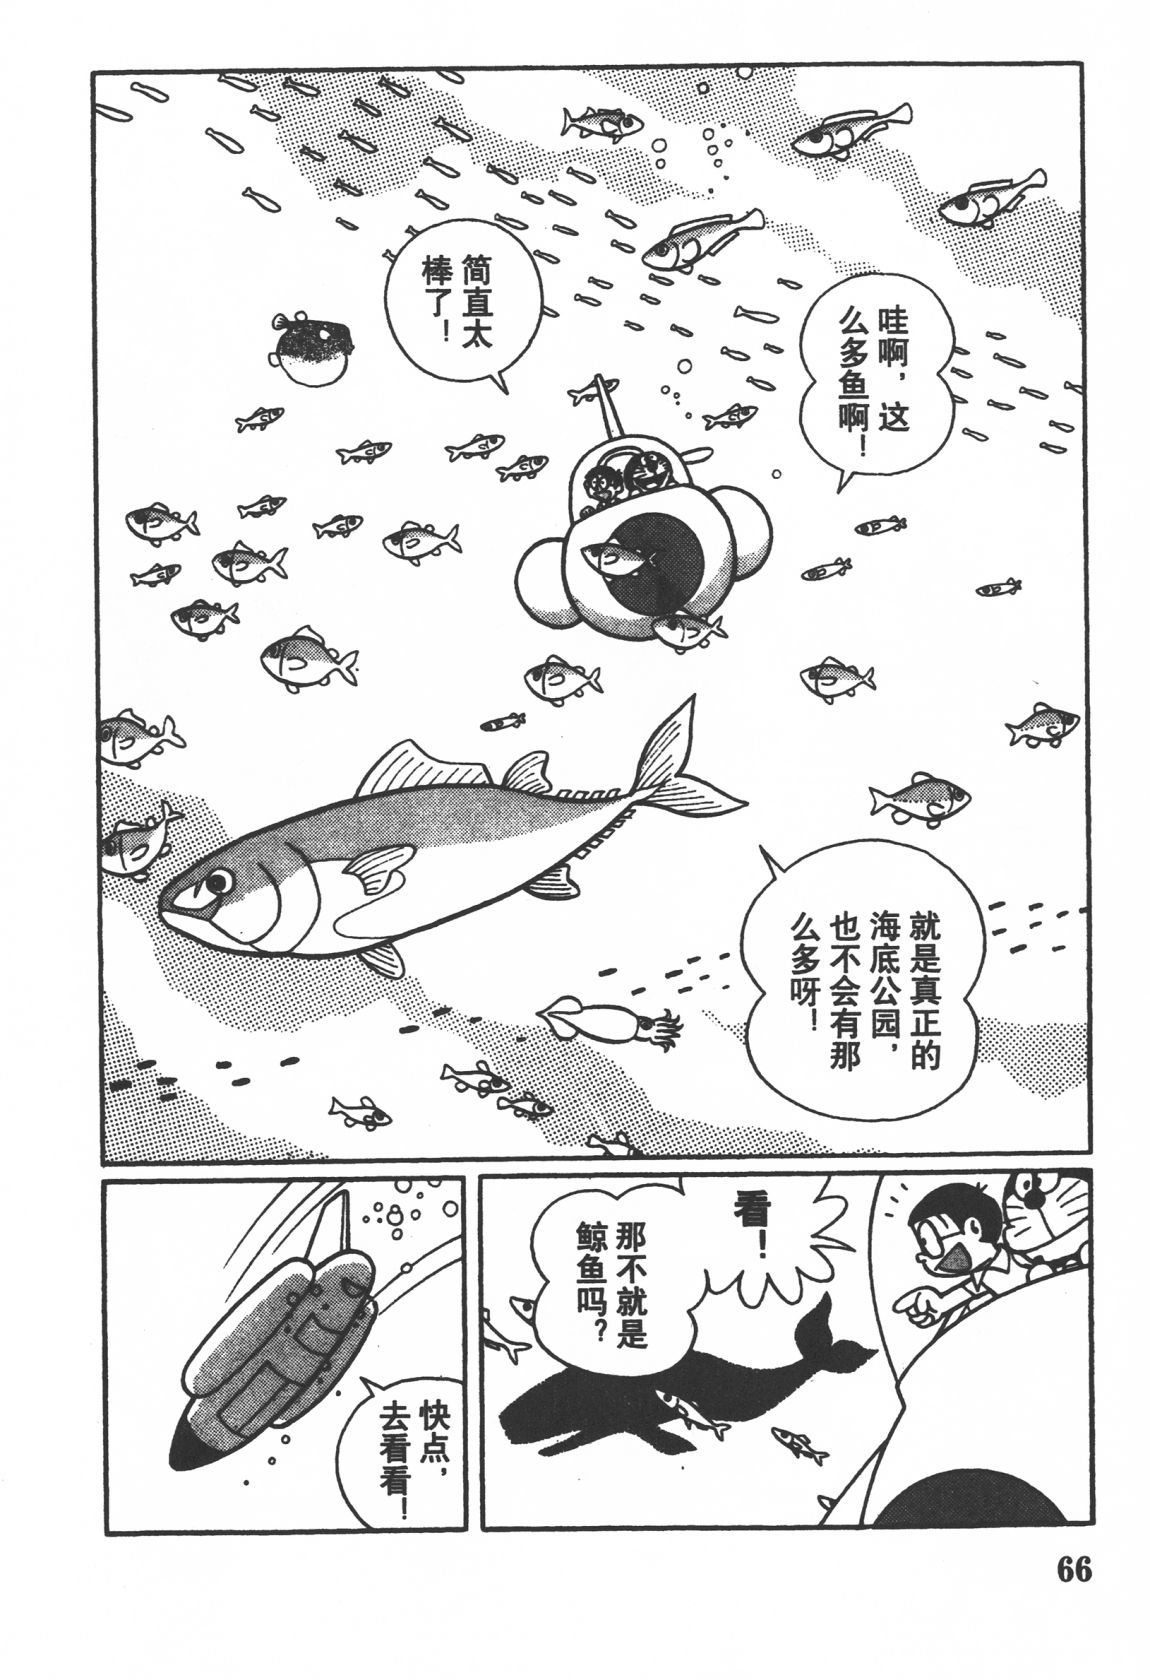 哇啊，这
么多鱼啊！
简直太
棒了！
就是真正的
海底公园，
也不会有那
么多呀！
看！
那不就是
鲸鱼吗？
快点，
去看看！
66